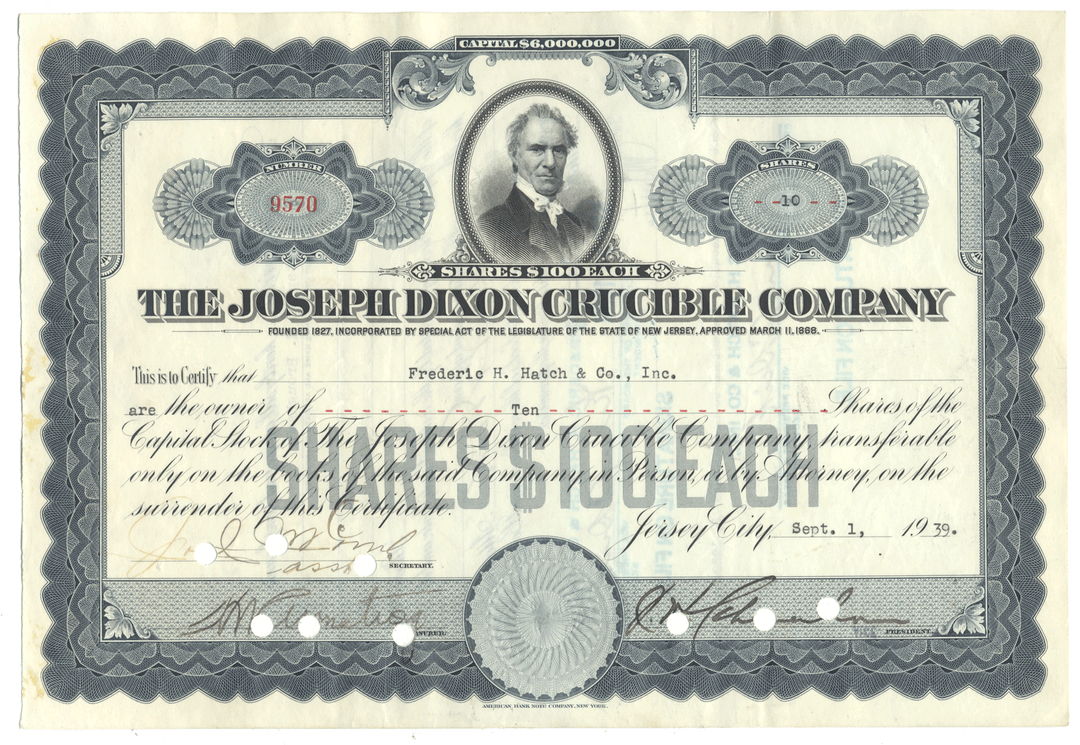 CAPITAL $6,000,000
NUMBER
9570
SHARES
- -10 - -
SHARES $100 EACH
THE JOSEPH DIXON CRUCIBLE COMPANY
FOUNDED 1827, INCORPORATED BY SPECIAL ACT OF THE LEGISLATURE OF THE STATE OF NEW JERSEY, APPROVED MARCH 11, 1868.
This is to Certify that Frederic H. Hatch & Co., Inc.
are the owner of - - - - - - - - - - - - Ten - - - - - - - - - - - - - - - - - - Shares of the
Capital Stock of The Joseph Dixon Crucible Company, transferable
only on the books of the said Company, in Person, or by Attorney, on the
surrender of this Certificate.
SHARES $100 EACH
Jersey City, Sept. 1, 1939.
asst SECRETARY.
PRESIDENT.
AMERICAN BANK NOTE COMPANY, NEW YORK.